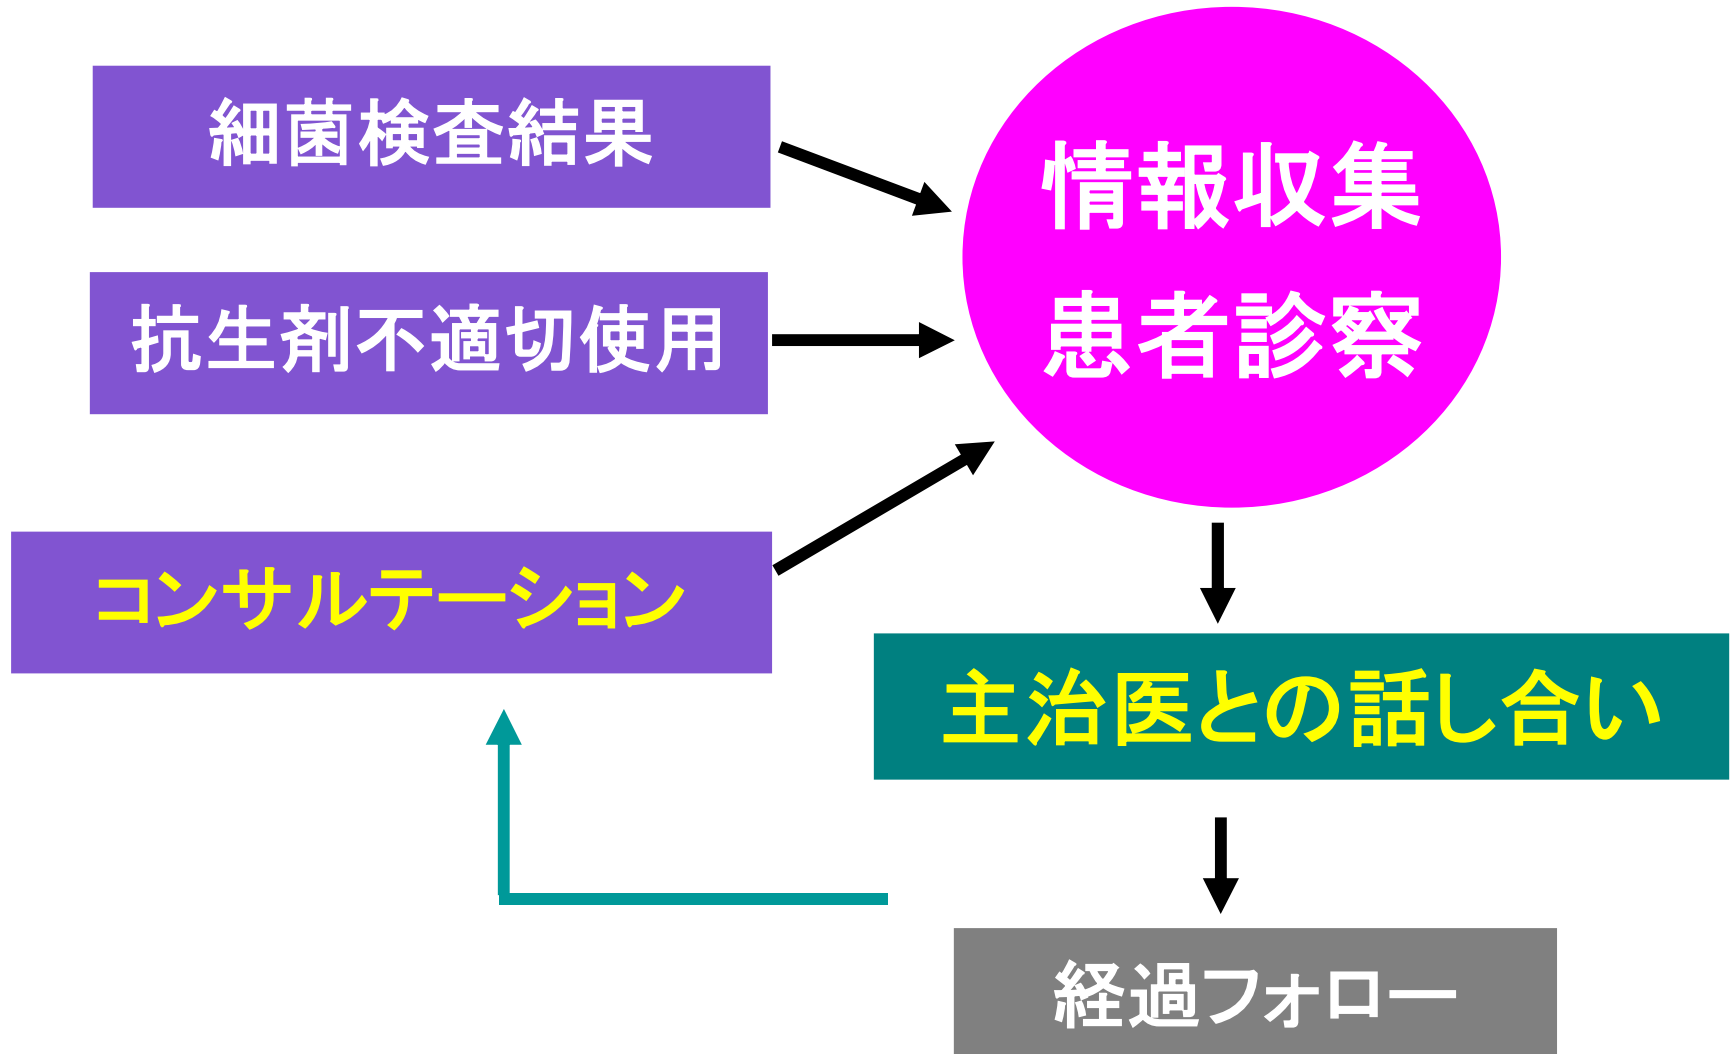 細菌検査結果
抗生剤不適切使用
コンサルテーション
情報収集
患者診察
主治医との話し合い
経過フォロー